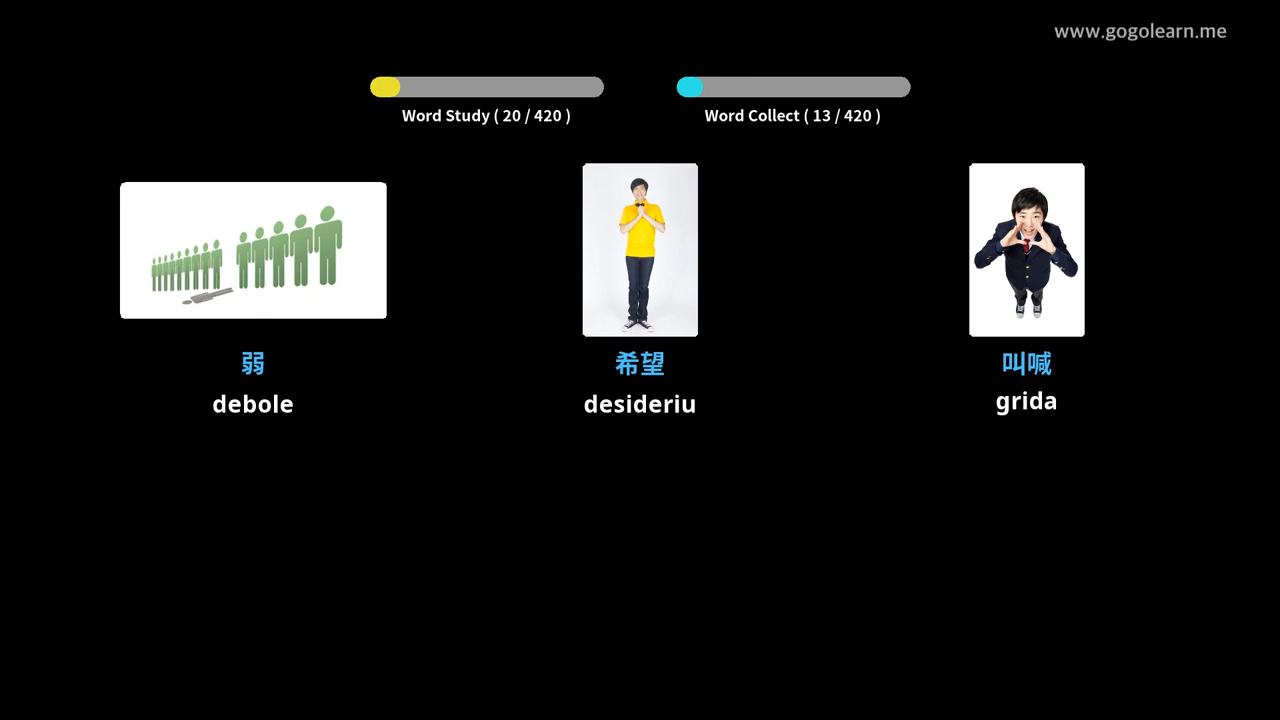 www.gogolearn.me
Word Study ( 20 / 420 )
Word Collect ( 13 / 420 )
弱
debole
希望
desideriu
叫喊
grida